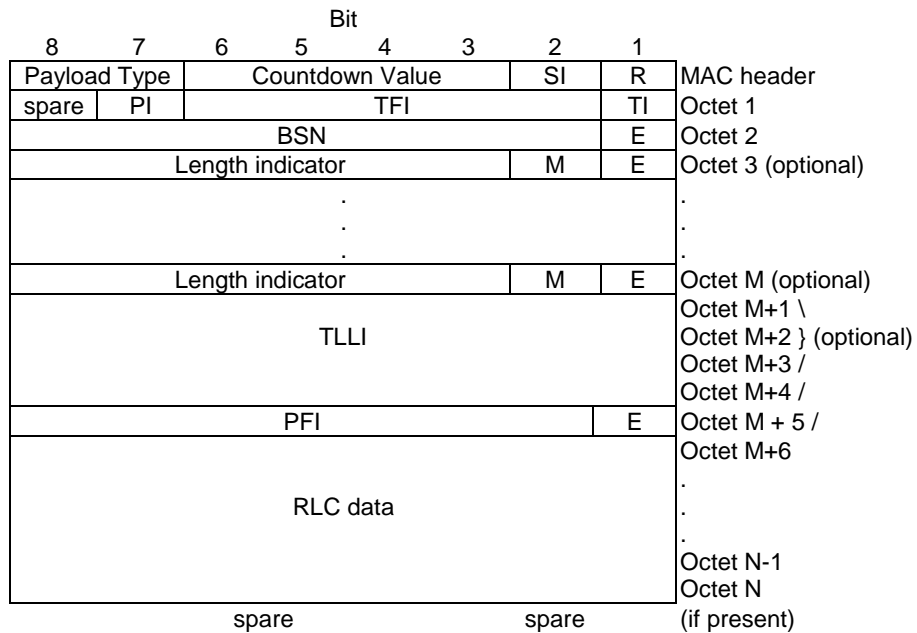 Bit
8 7 6 5 4 3 2 1
Payload Type Countdown Value SI R MAC header
spare PI TFI TI Octet 1
BSN E Octet 2
Length indicator M E Octet 3 (optional)
. .
. .
. .
Length indicator M E Octet M (optional)
Octet M+1 \
TLLI Octet M+2 } (optional)
Octet M+3 /
Octet M+4 /
PFI E Octet M + 5 /
Octet M+6
.
RLC data .
.
Octet N-1
Octet N
spare spare (if present)